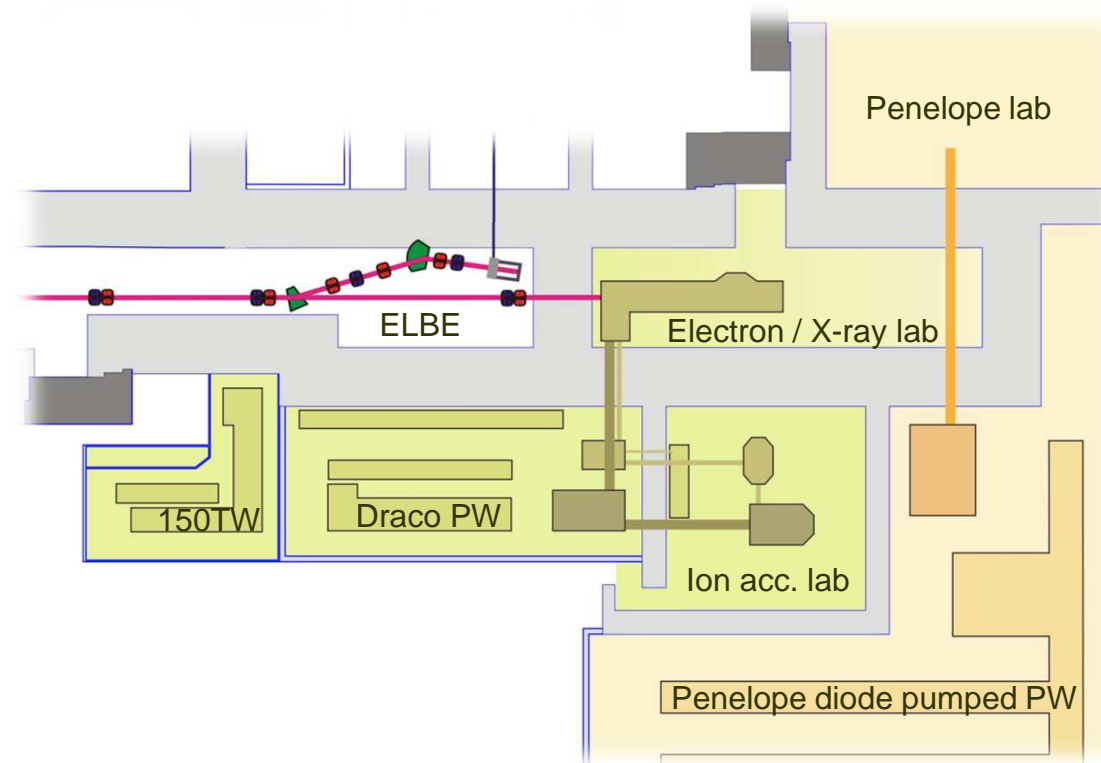 Penelope lab
ELBE
Electron / X-ray lab
150TW
Draco PW
Ion acc. lab
Penelope diode pumped PW